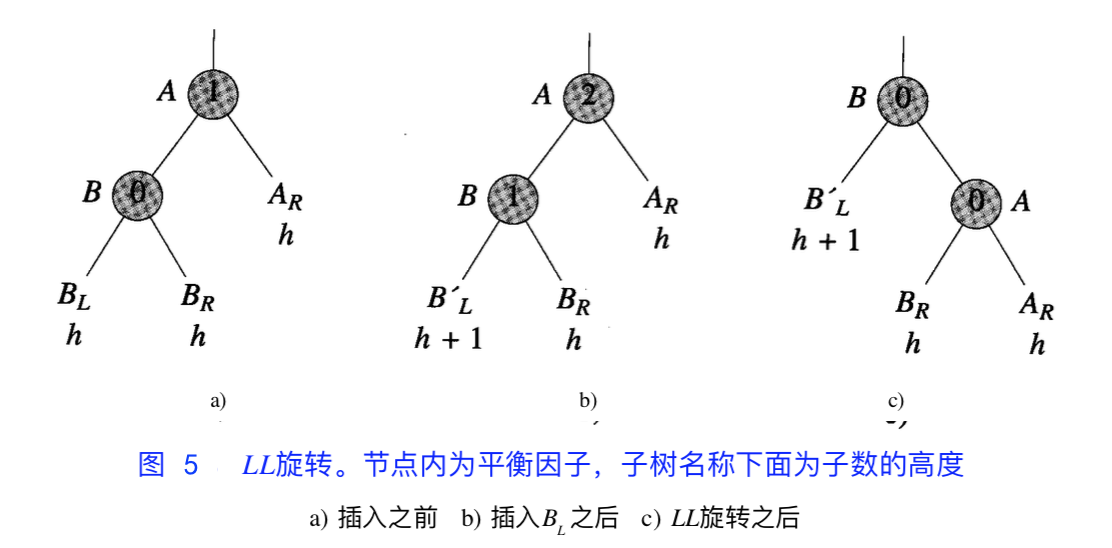 A 1 A 2 B 0
B 0 A_R B 1 A_R B´_L 0 A
h h h + 1
B_L B_R B´_L B_R B_R A_R
h h h + 1 h h h
a) b) c)
图 5 LL旋转。节点内为平衡因子，子树名称下面为子数的高度
a) 插入之前 b) 插入B_L之后 c) LL旋转之后